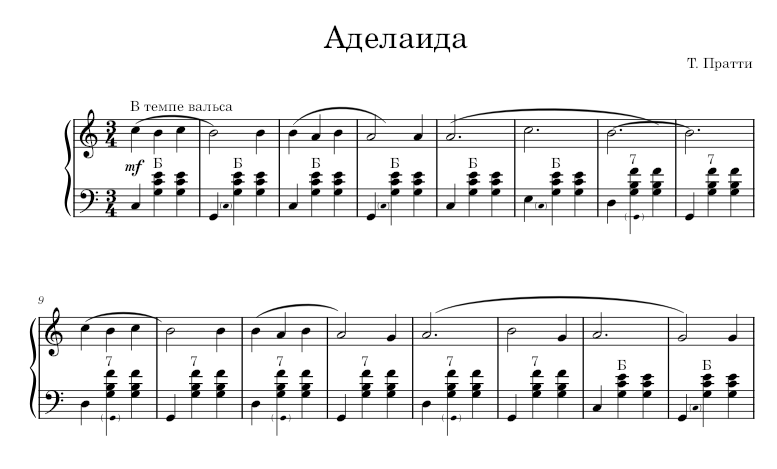 Аделаида
Т. Пратти
В темпе вальса
mf
Б Б Б Б Б Б 7 7
9
7 7 7 7 7 7 Б Б